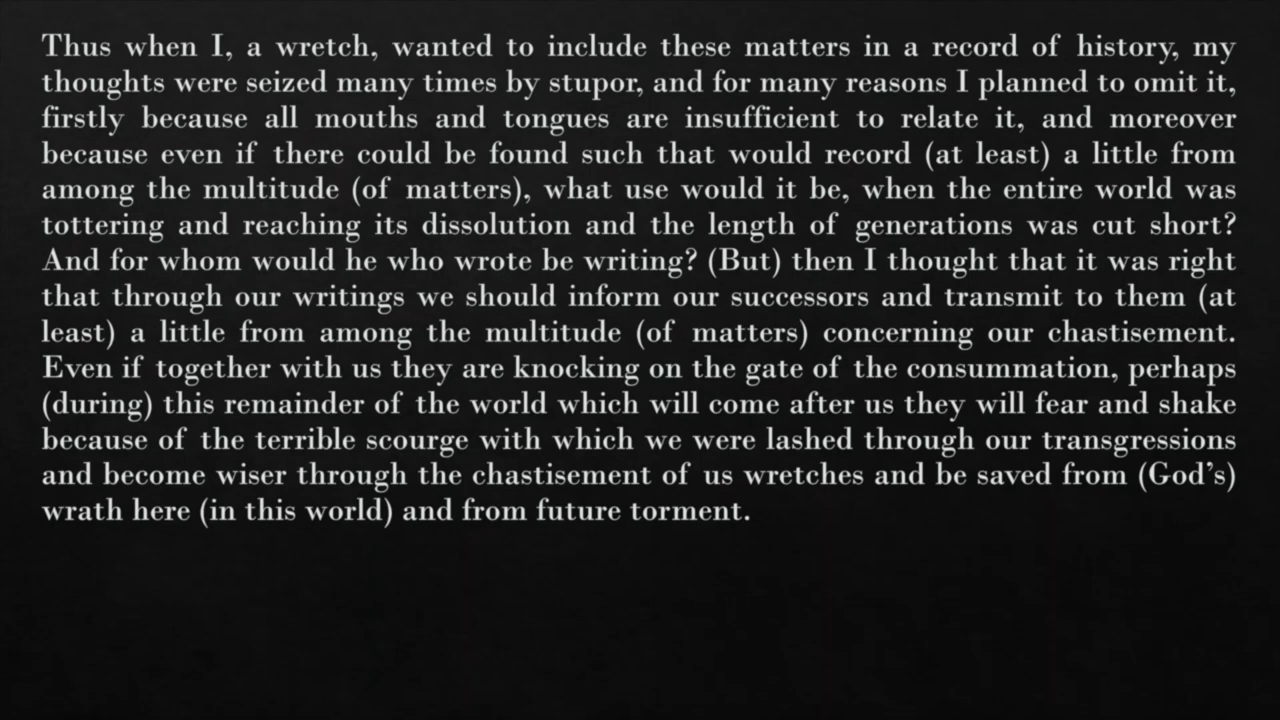 Thus when I, a wretch, wanted to include these matters in a record of history, my
thoughts were seized many times by stupor, and for many reasons I planned to omit it,
firstly because all mouths and tongues are insufficient to relate it, and moreover
because even if there could be found such that would record (at least) a little from
among the multitude (of matters), what use would it be, when the entire world was
tottering and reaching its dissolution and the length of generations was cut short?
And for whom would he who wrote be writing? (But) then I thought that it was right
that through our writings we should inform our successors and transmit to them (at
least) a little from among the multitude (of matters) concerning our chastisement.
Even if together with us they are knocking on the gate of the consummation, perhaps
(during) this remainder of the world which will come after us they will fear and shake
because of the terrible scourge with which we were lashed through our transgressions
and become wiser through the chastisement of us wretches and be saved from (God’s)
wrath here (in this world) and from future torment.